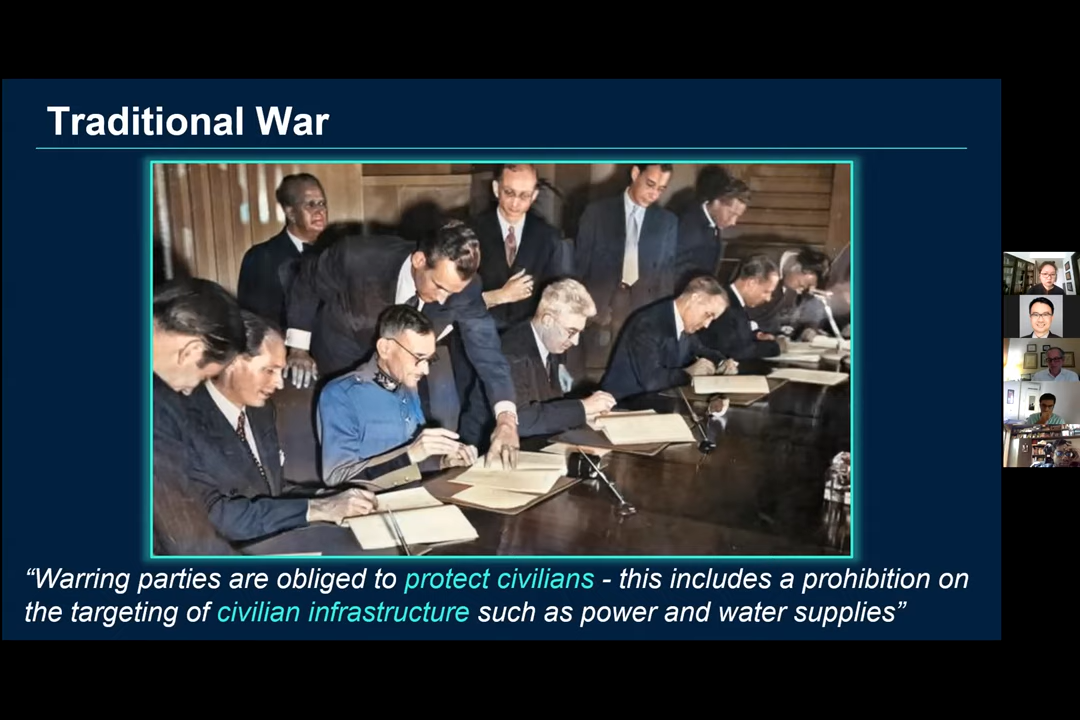 Traditional War
“Warring parties are obliged to protect civilians - this includes a prohibition on
the targeting of civilian infrastructure such as power and water supplies”